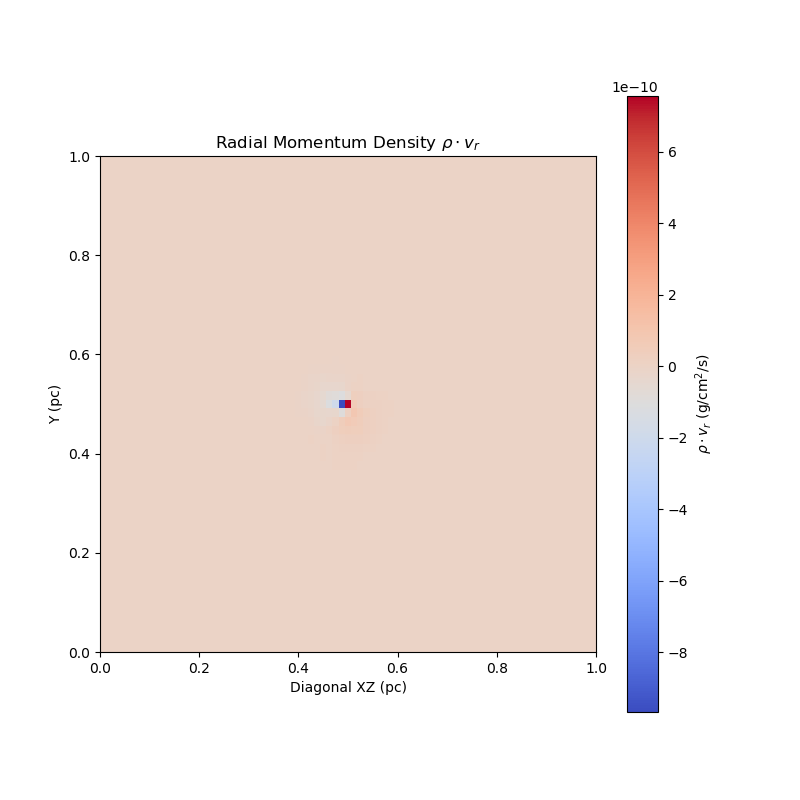 Radial Momentum Density ρ · v_r
1e−10
1.0
0.8
0.6
0.4
0.2
0.0
Y (pc)
0.0 0.2 0.4 0.6 0.8 1.0
Diagonal XZ (pc)
6
4
2
0
−2
−4
−6
−8
ρ · v_r (g/cm²/s)